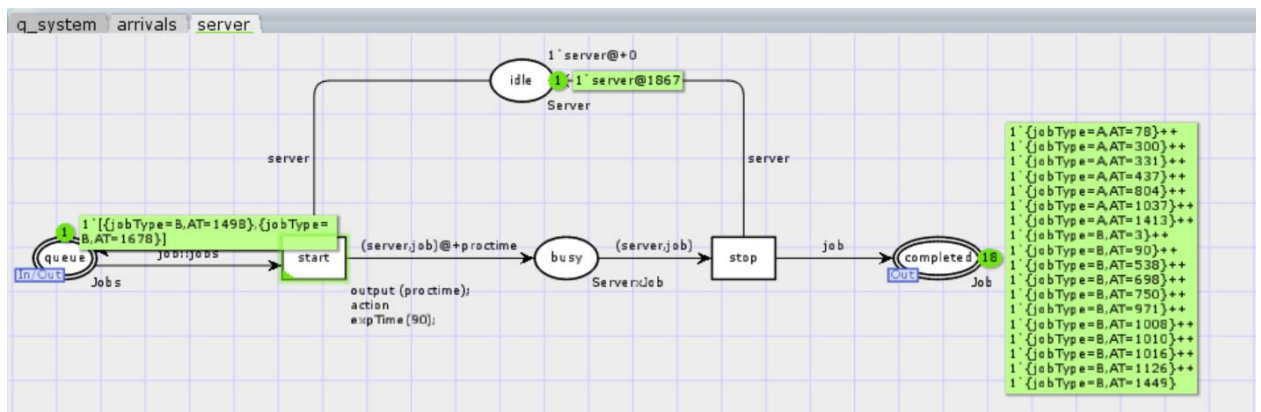 q_system arrivals server
1`server@+0
idle
1
1`server@1867
Server
server
server
1
1`[{jobType=B,AT=1498},{jobType=
B,AT=1678}]
job::jobs
queue
In/Out
Jobs
start
(server,job)@+proctime
output (proctime);
action
expTime(90);
busy
ServerxJob
(server,job)
stop
job
completed
Out
18
Job
1`{jobType=A,AT=78}++
1`{jobType=A,AT=300}++
1`{jobType=A,AT=331}++
1`{jobType=A,AT=437}++
1`{jobType=A,AT=804}++
1`{jobType=A,AT=1037}++
1`{jobType=A,AT=1413}++
1`{jobType=B,AT=3}++
1`{jobType=B,AT=90}++
1`{jobType=B,AT=538}++
1`{jobType=B,AT=698}++
1`{jobType=B,AT=750}++
1`{jobType=B,AT=971}++
1`{jobType=B,AT=1008}++
1`{jobType=B,AT=1010}++
1`{jobType=B,AT=1016}++
1`{jobType=B,AT=1126}++
1`{jobType=B,AT=1449}